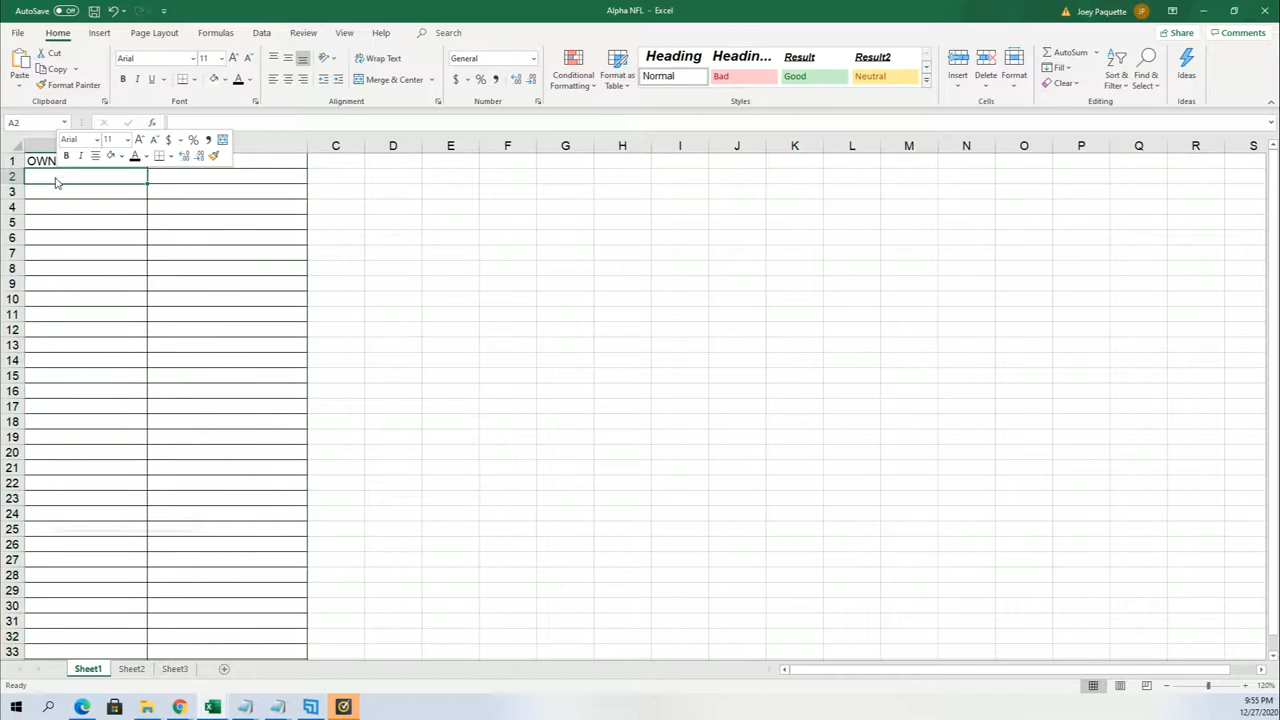 AutoSave Off Alpha NFL - Excel Joey Paquette JP
File Home Insert Page Layout Formulas Data Review View Help Search Share Comments
Paste Cut Copy Format Painter Clipboard
Arial 11 A A B I U A Font
Wrap Text Merge & Center Alignment
General $ % , Number
Conditional Formatting Format as Table Heading Headin... Result Result2 Normal Bad Good Neutral Styles
Insert Delete Format Cells
AutoSum Fill Clear Sort & Filter Find & Select Editing
Ideas Ideas
A2 fx
Arial 11 A A $ % ,
B I A
C D E F G H I J K L M N O P Q R S
1 OWN
2
3
4
5
6
7
8
9
10
11
12
13
14
15
16
17
18
19
20
21
22
23
24
25
26
27
28
29
30
31
32
33
Sheet1 Sheet2 Sheet3
Ready 120%
9:55 PM
12/27/2020